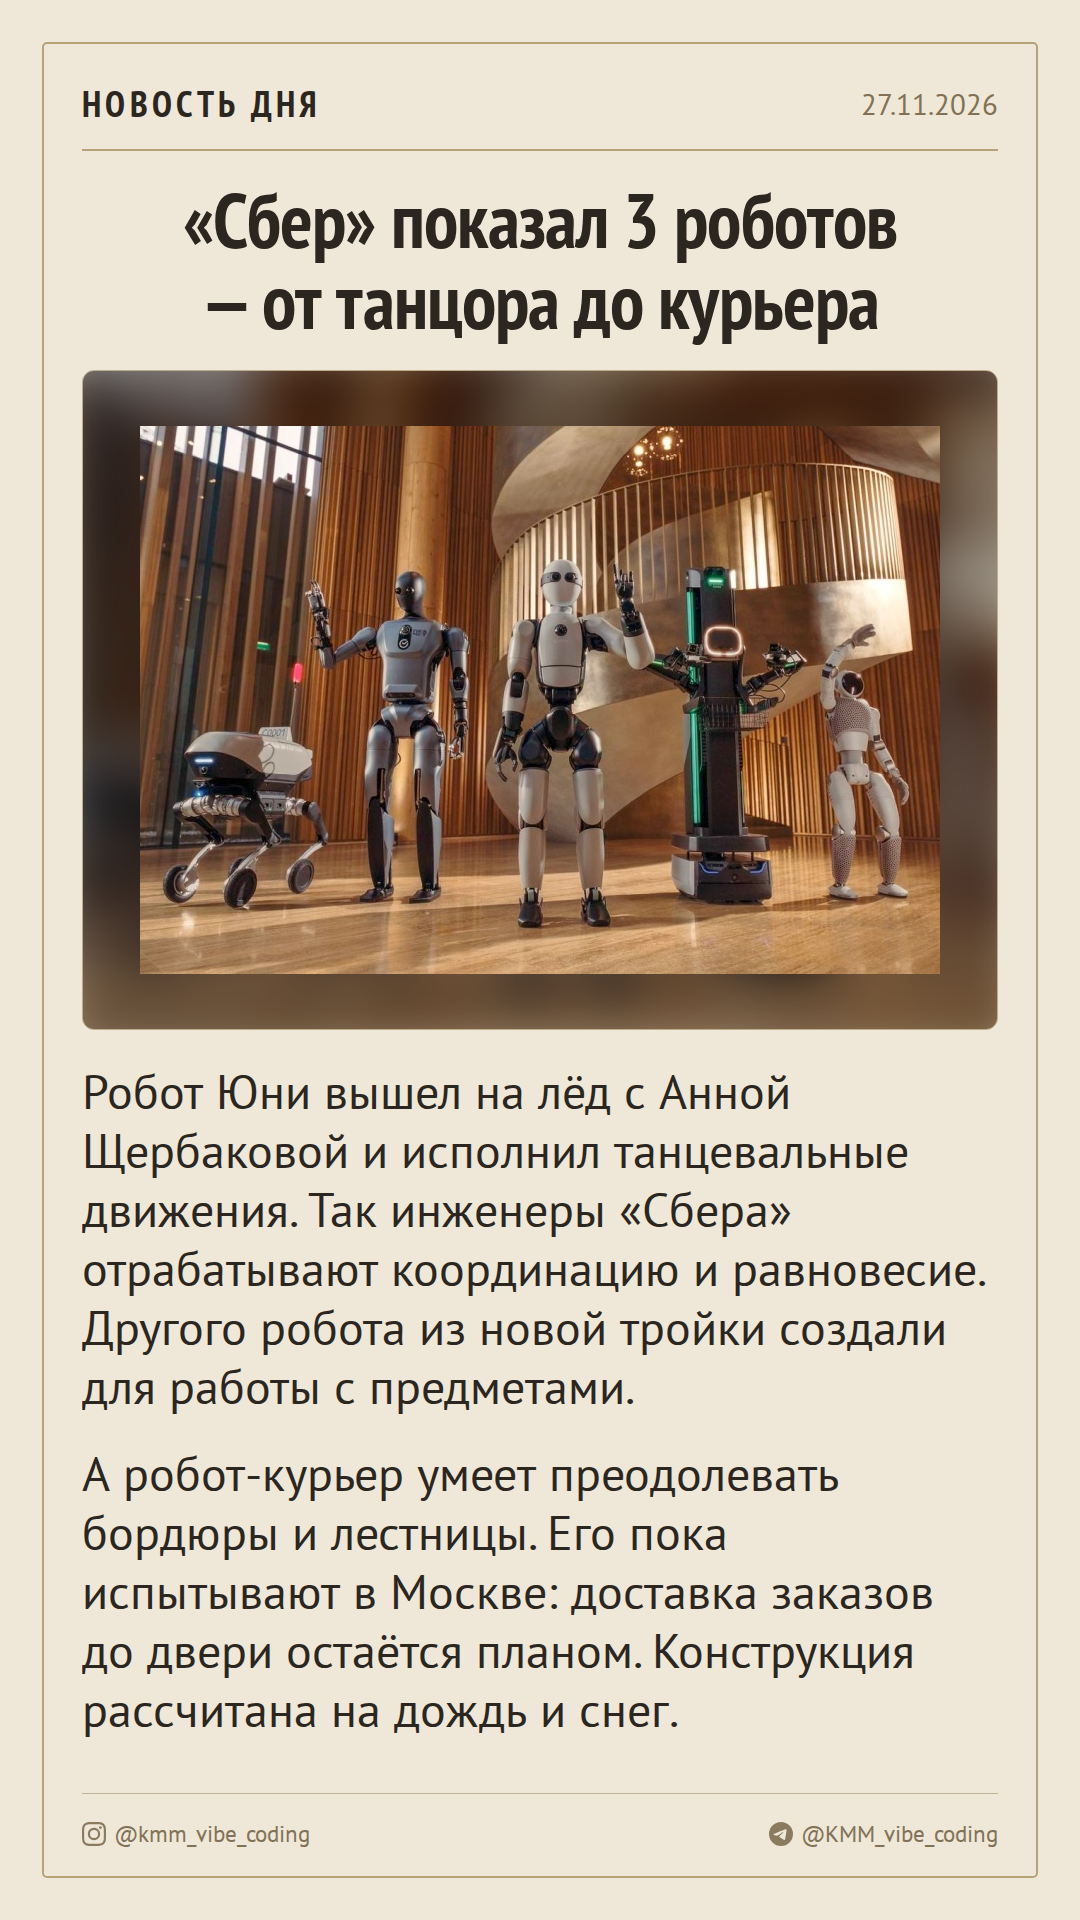 НОВОСТЬ ДНЯ
27.11.2026
«Сбер» показал 3 роботов
— от танцора до курьера
Робот Юни вышел на лёд с Анной
Щербаковой и исполнил танцевальные
движения. Так инженеры «Сбера»
отрабатывают координацию и равновесие.
Другого робота из новой тройки создали
для работы с предметами.
А робот-курьер умеет преодолевать
бордюры и лестницы. Его пока
испытывают в Москве: доставка заказов
до двери остаётся планом. Конструкция
рассчитана на дождь и снег.
@kmm_vibe_coding
@KMM_vibe_coding